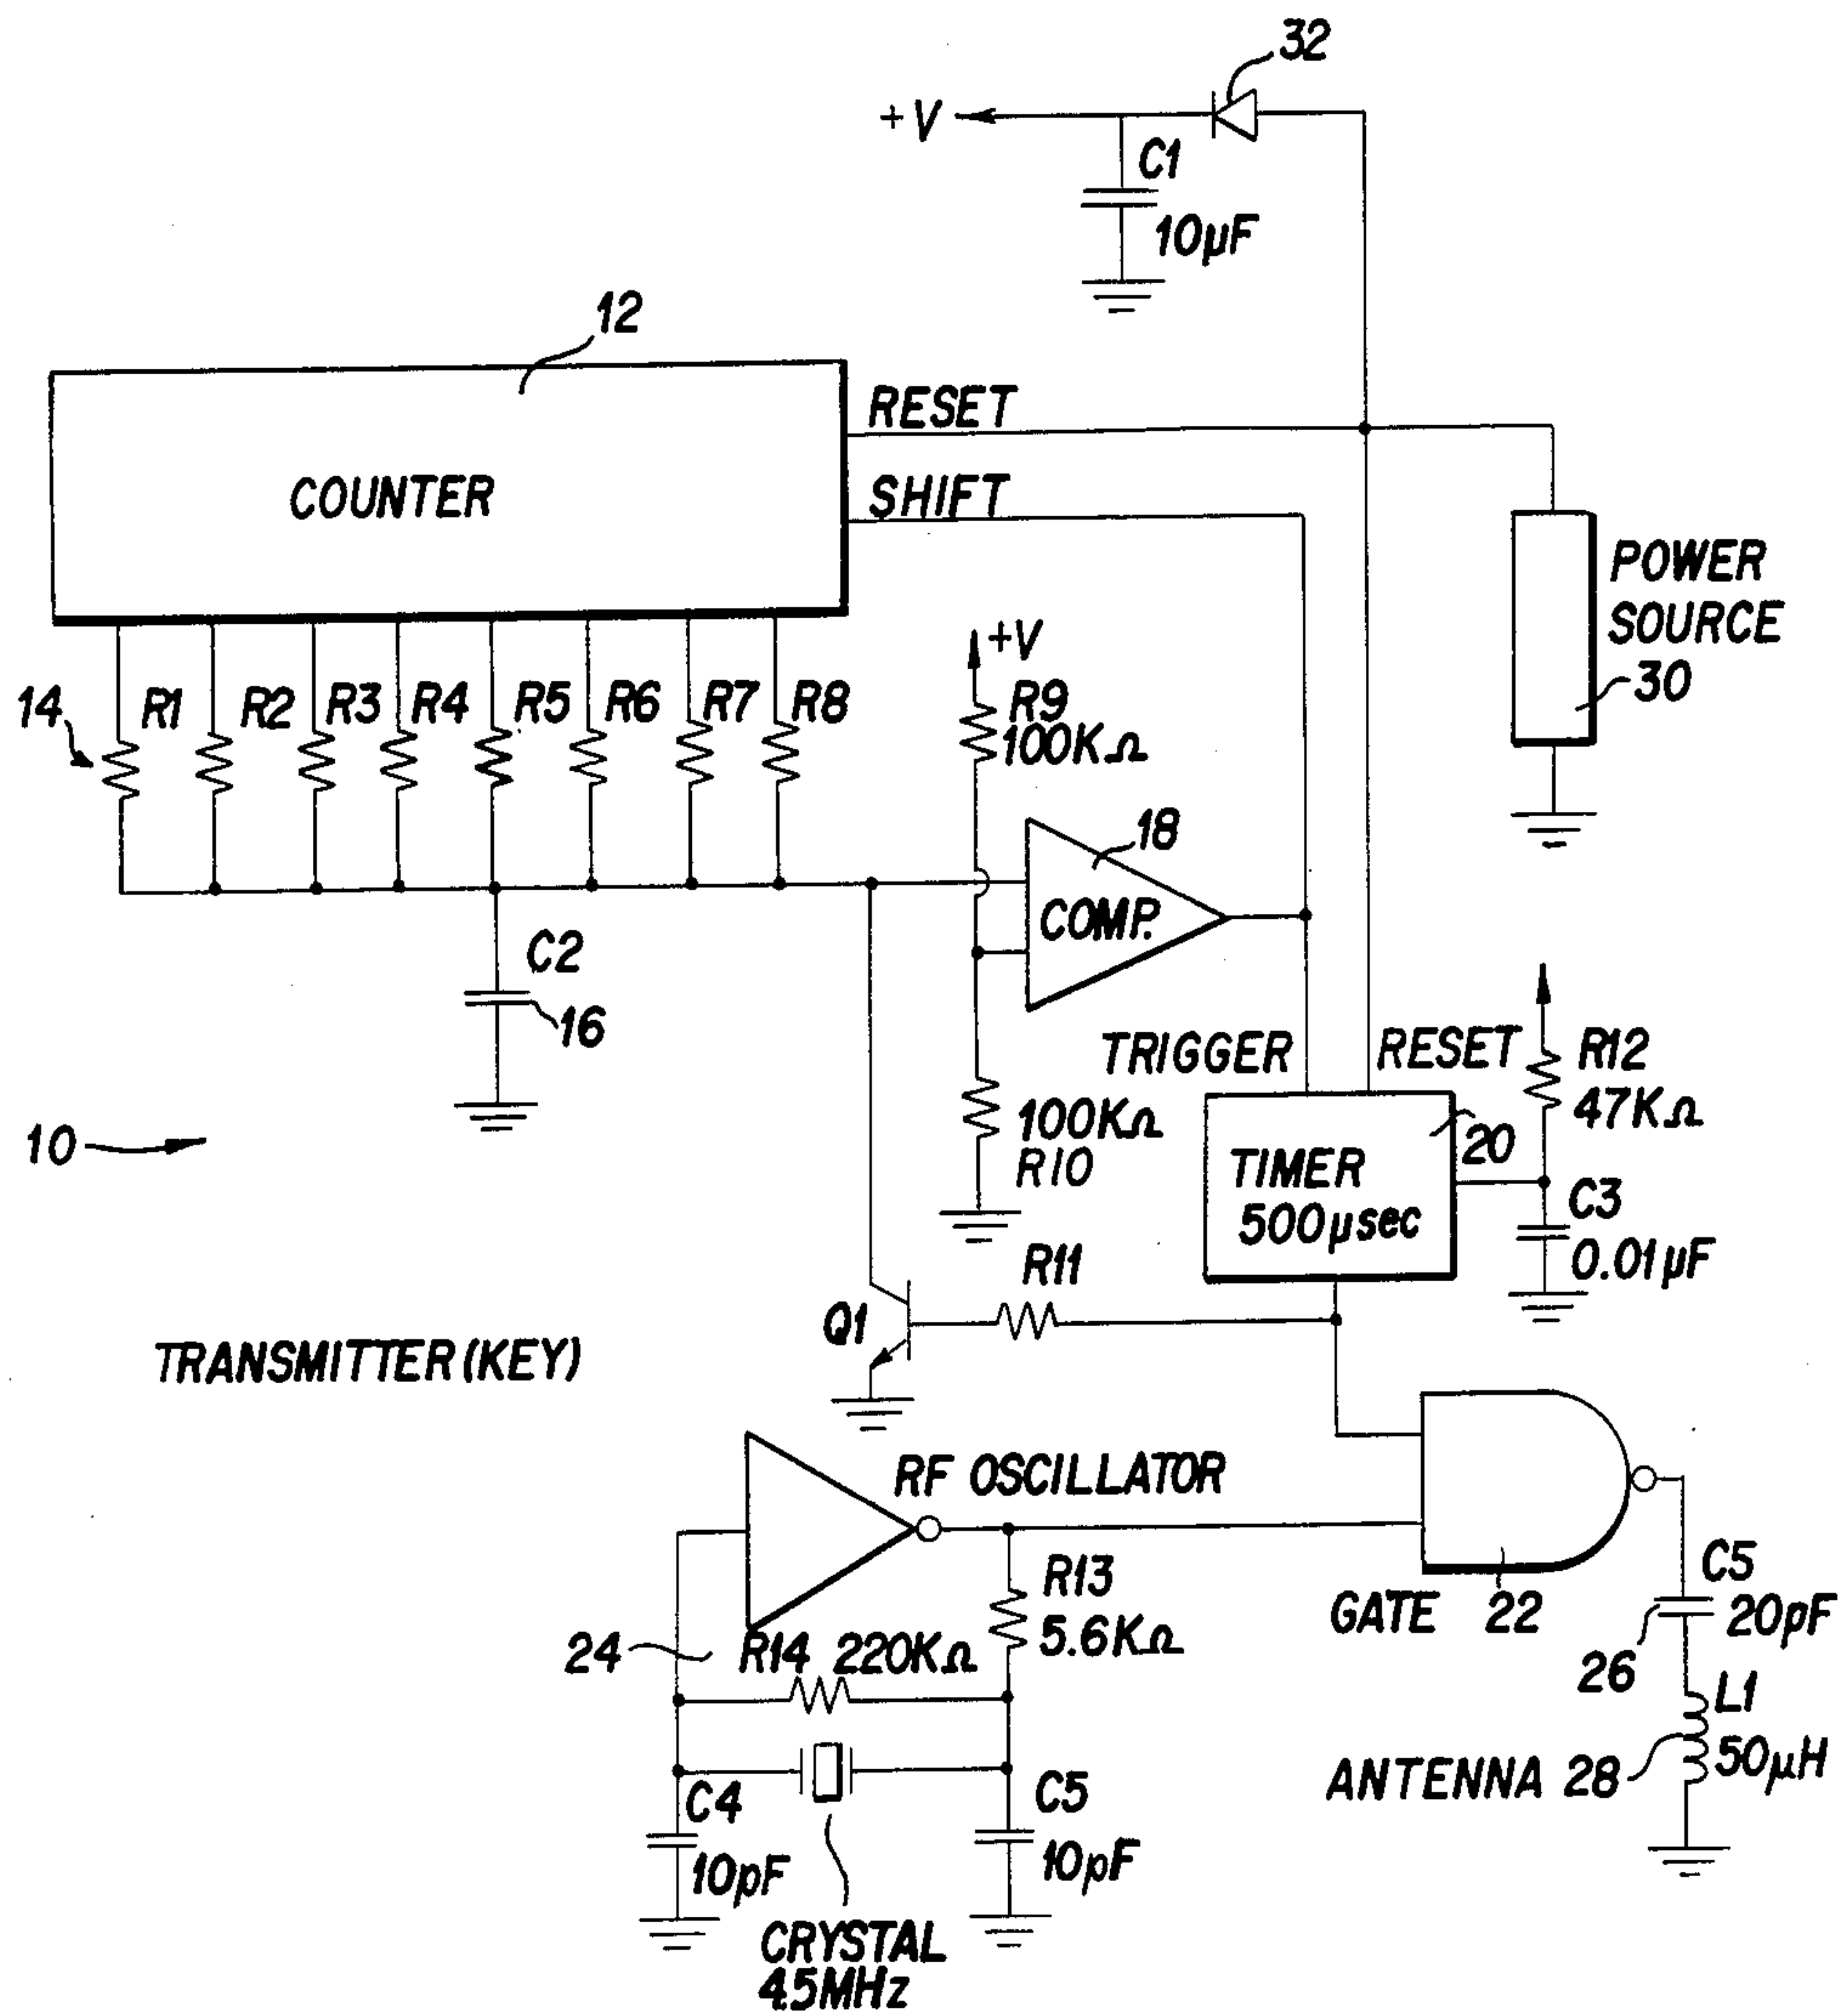 32
+V
C1
10µF
12
RESET
COUNTER
SHIFT
POWER
SOURCE
30
+V
14
R1
R2
R3
R4
R5
R6
R7
R8
R9
100KΩ
18
COMP.
C2
16
TRIGGER
RESET
R12
47KΩ
10
100KΩ
R10
20
TIMER
500µsec
C3
0.01µF
R11
Q1
TRANSMITTER (KEY)
RF OSCILLATOR
R13
5.6KΩ
GATE 22
C5
20pF
26
24
R14 220KΩ
L1
50µH
ANTENNA 28
C4
10pF
C5
10pF
CRYSTAL
4.5MHz